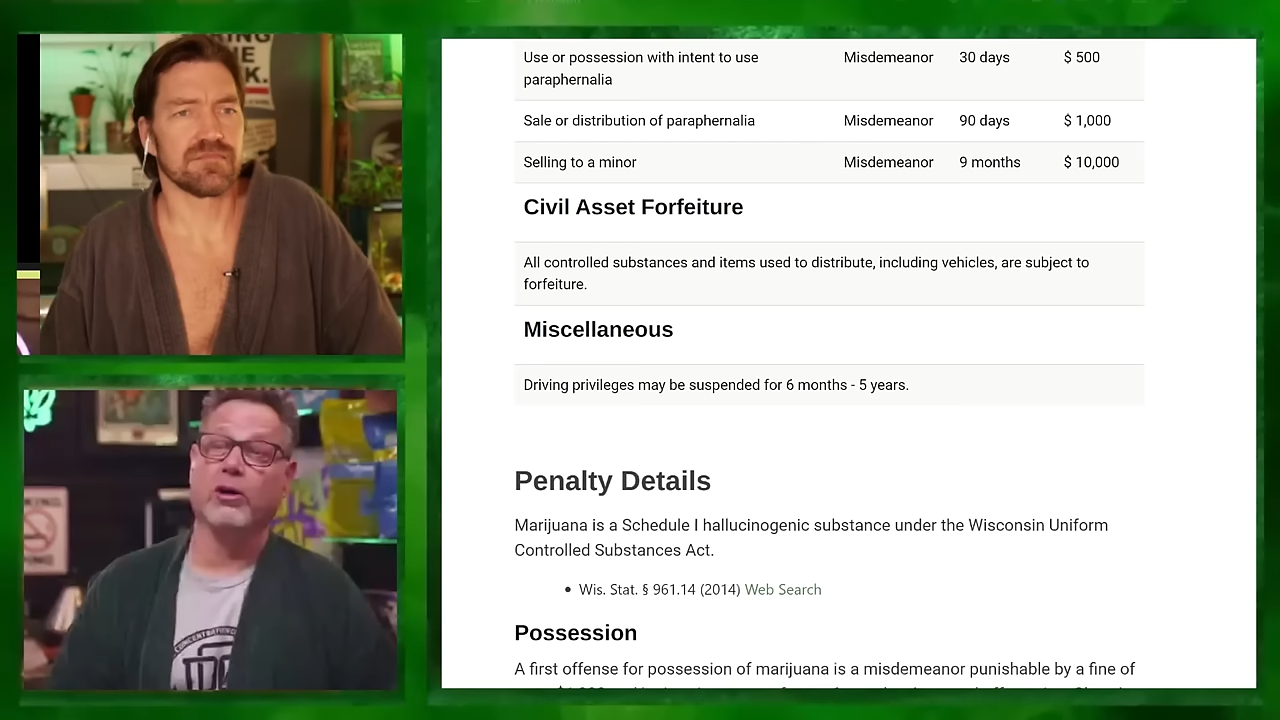 Use or possession with intent to use Misdemeanor 30 days $ 500
paraphernalia
Sale or distribution of paraphernalia Misdemeanor 90 days $ 1,000
Selling to a minor Misdemeanor 9 months $ 10,000
Civil Asset Forfeiture
All controlled substances and items used to distribute, including vehicles, are subject to
forfeiture.
Miscellaneous
Driving privileges may be suspended for 6 months - 5 years.
Penalty Details
Marijuana is a Schedule I hallucinogenic substance under the Wisconsin Uniform
Controlled Substances Act.
• Wis. Stat. § 961.14 (2014) Web Search
Possession
A first offense for possession of marijuana is a misdemeanor punishable by a fine of